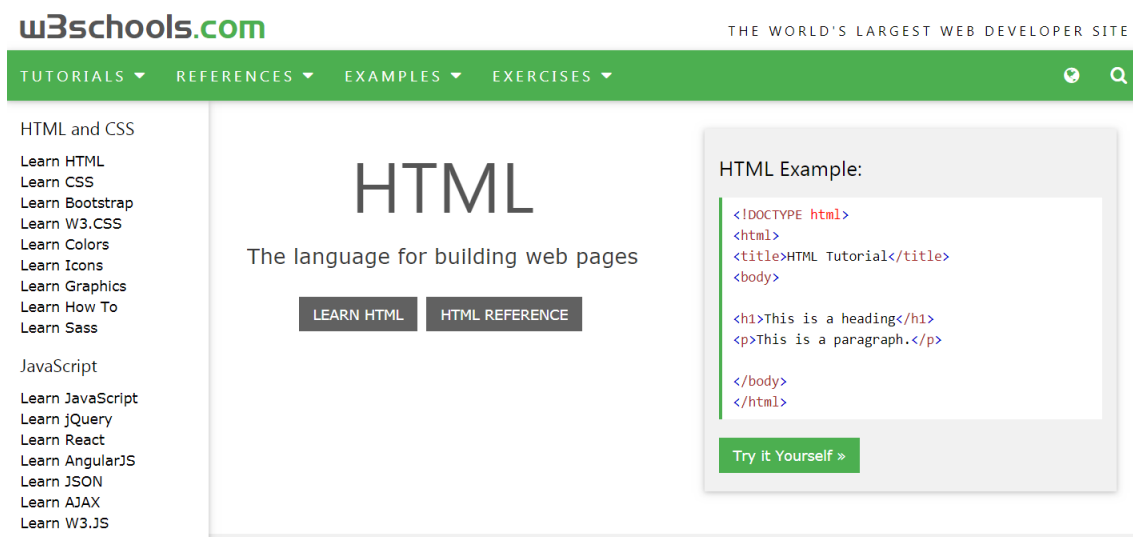 w3schools.com
THE WORLD'S LARGEST WEB DEVELOPER SITE
TUTORIALS REFERENCES EXAMPLES EXERCISES
HTML and CSS
Learn HTML
Learn CSS
Learn Bootstrap
Learn W3.CSS
Learn Colors
Learn Icons
Learn Graphics
Learn How To
Learn Sass
JavaScript
Learn JavaScript
Learn jQuery
Learn React
Learn AngularJS
Learn JSON
Learn AJAX
Learn W3.JS
HTML
The language for building web pages
LEARN HTML HTML REFERENCE
HTML Example:
<!DOCTYPE html>
<html>
<title>HTML Tutorial</title>
<body>
<h1>This is a heading</h1>
<p>This is a paragraph.</p>
</body>
</html>
Try it Yourself »